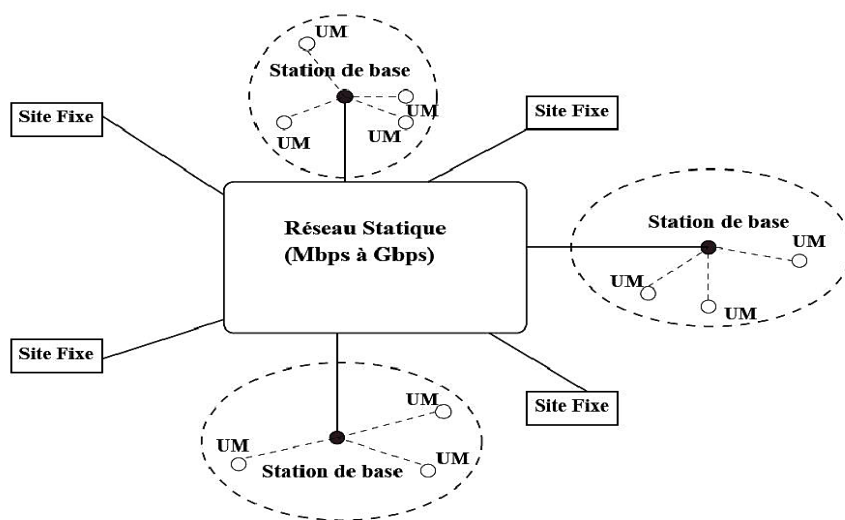 UM
Station de base
UM
UM
UM
Site Fixe
Site Fixe
Réseau Statique
(Mbps à Gbps)
Station de base
UM
UM
UM
Site Fixe
Site Fixe
UM
UM
UM
Station de base